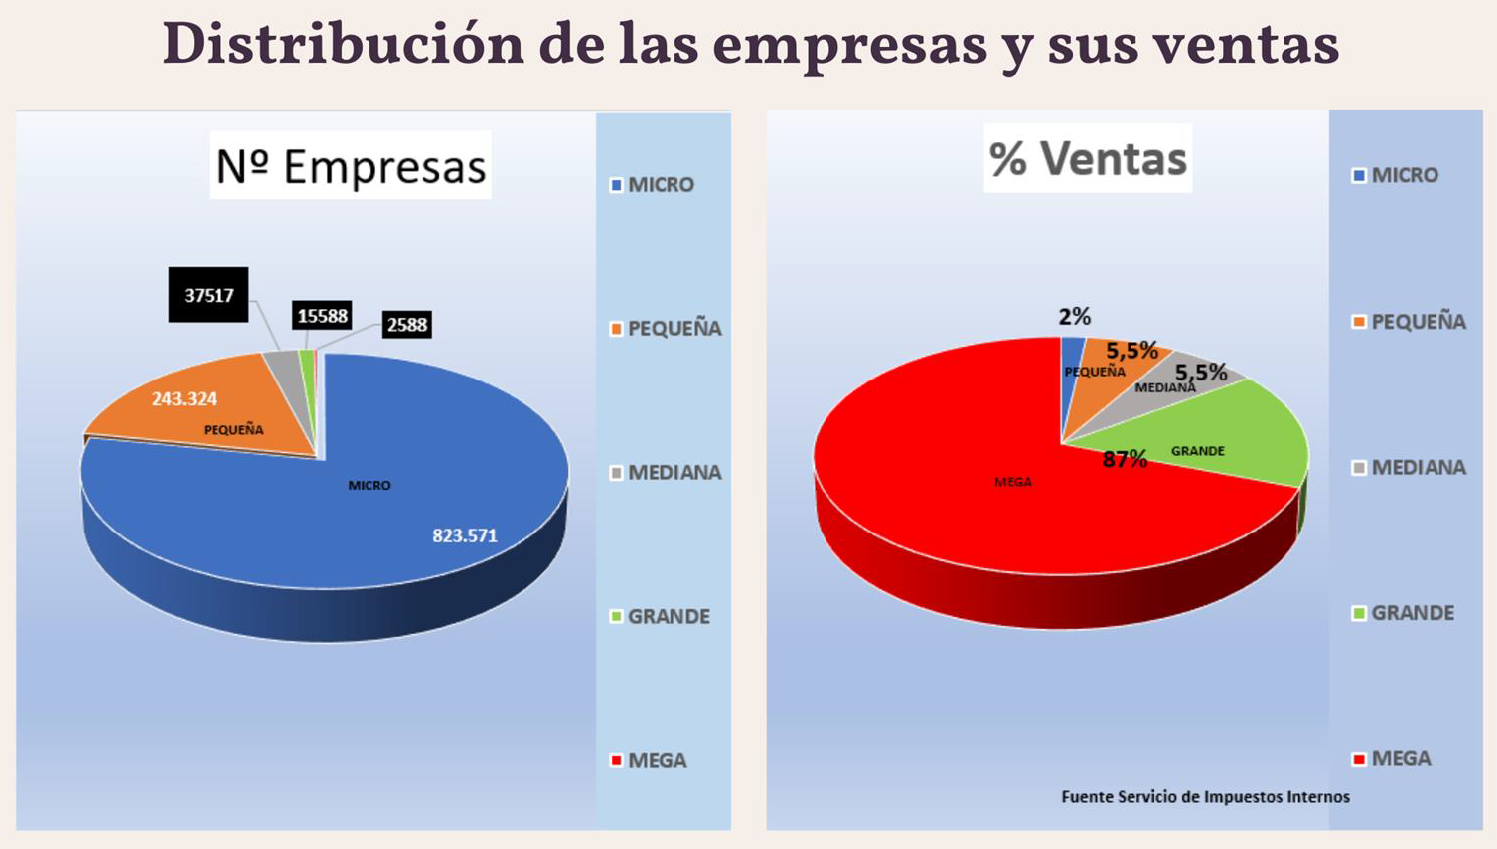 Distribución de las empresas y sus ventas
Nº Empresas
MICRO
PEQUEÑA
MEDIANA
GRANDE
MEGA
37517
15588
2588
243.324
PEQUEÑA
MICRO
823.571
% Ventas
MICRO
PEQUEÑA
MEDIANA
GRANDE
MEGA
2%
5,5%
PEQUEÑA
5,5%
MEDIANA
GRANDE
87%
MEGA
Fuente Servicio de Impuestos Internos